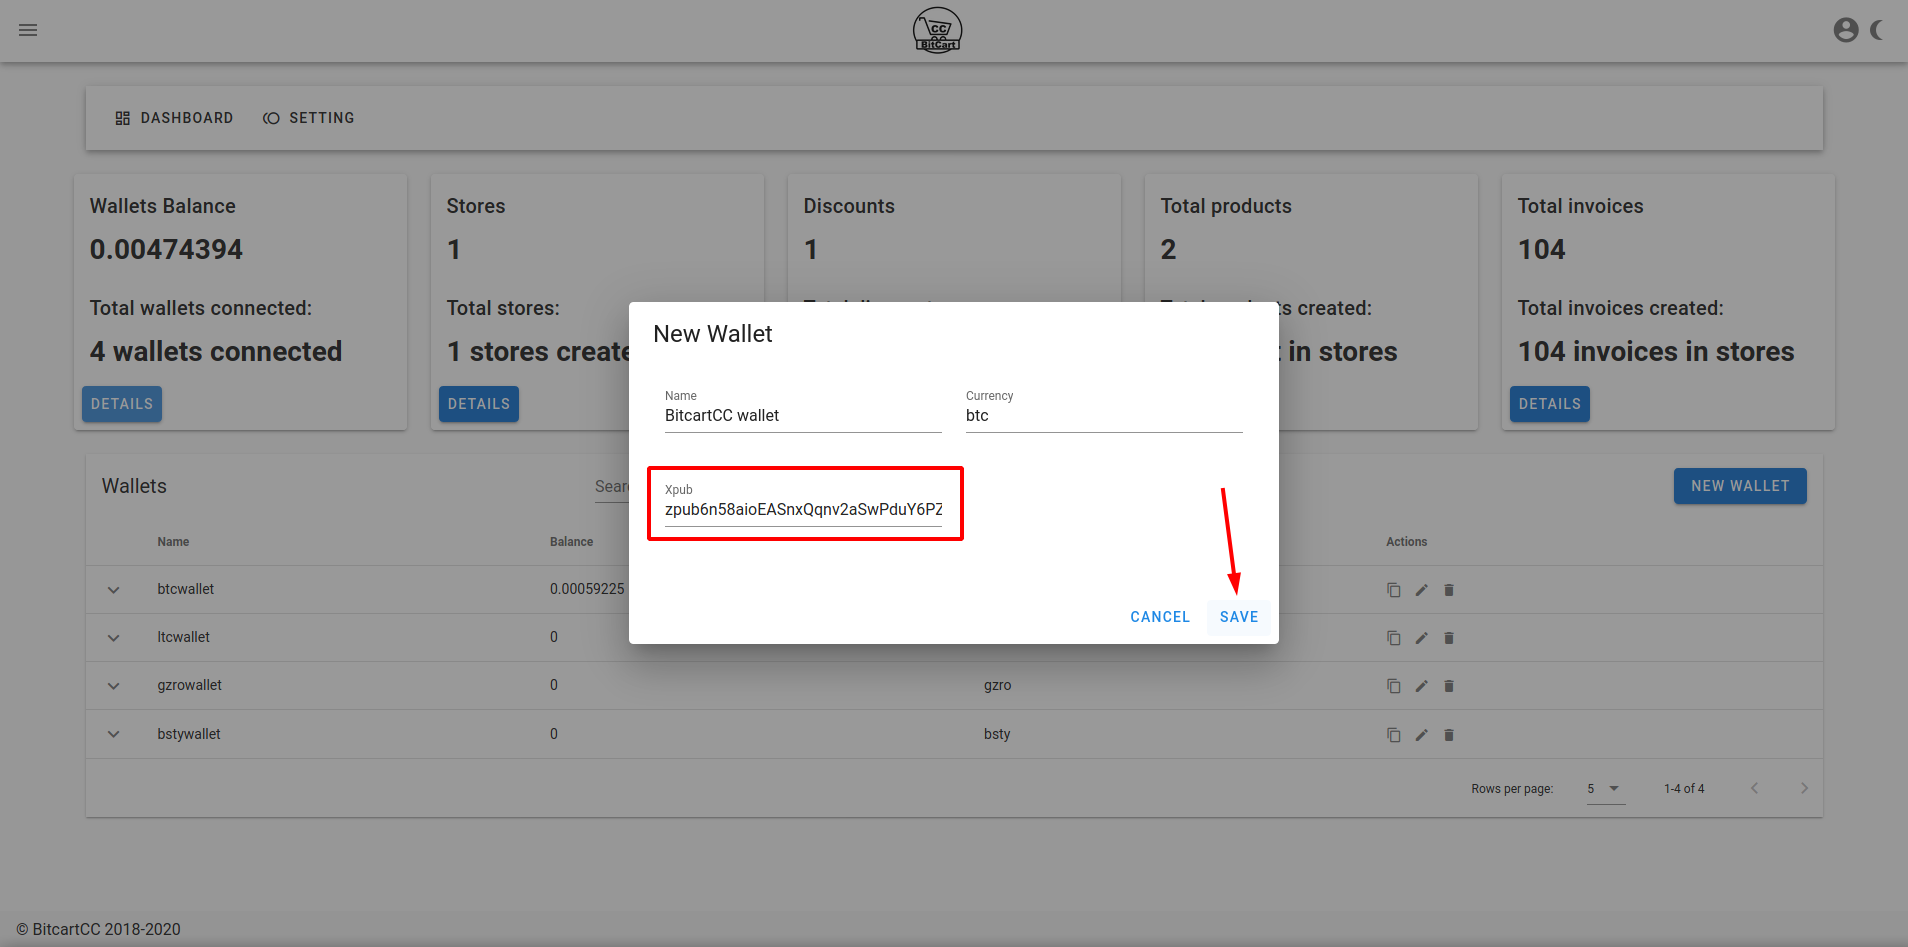 CC
BitCart
DASHBOARD SETTING
Wallets Balance
0.00474394
Total wallets connected:
4 wallets connected
DETAILS
Stores
1
Total stores:
1 stores create
DETAILS
Discounts
1
Total products
2
s created:
in stores
Total invoices
104
Total invoices created:
104 invoices in stores
DETAILS
New Wallet
Name
BitcartCC wallet
Currency
btc
Xpub
zpub6n58aioEASnxQqnv2aSwPduY6PZ
CANCEL SAVE
Wallets
Sear
NEW WALLET
Name Balance Actions
btcwallet 0.00059225
ltcwallet 0
gzrowallet 0 gzro
bstywallet 0 bsty
Rows per page: 5 1-4 of 4
© BitcartCC 2018-2020